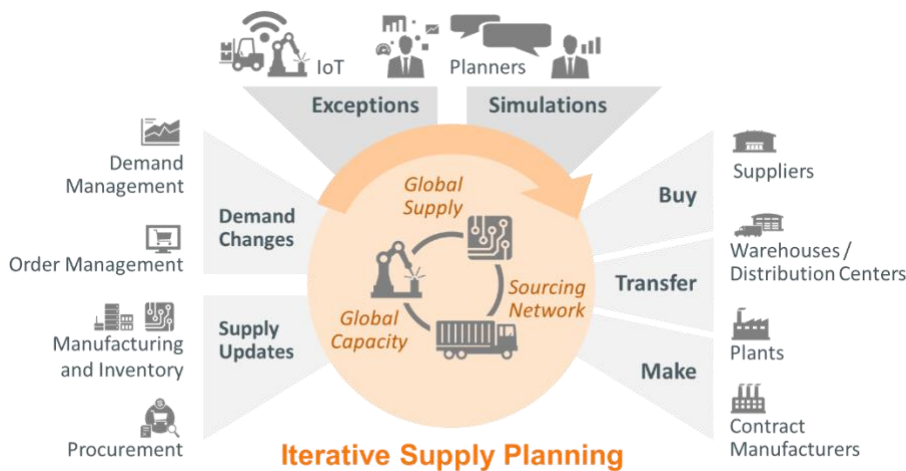 IoT
Planners
Exceptions
Simulations
Demand
Management
Order Management
Manufacturing
and Inventory
Procurement
Demand
Changes
Supply
Updates
Global
Supply
Sourcing
Network
Global
Capacity
Buy
Transfer
Make
Suppliers
Warehouses /
Distribution Centers
Plants
Contract
Manufacturers
Iterative Supply Planning